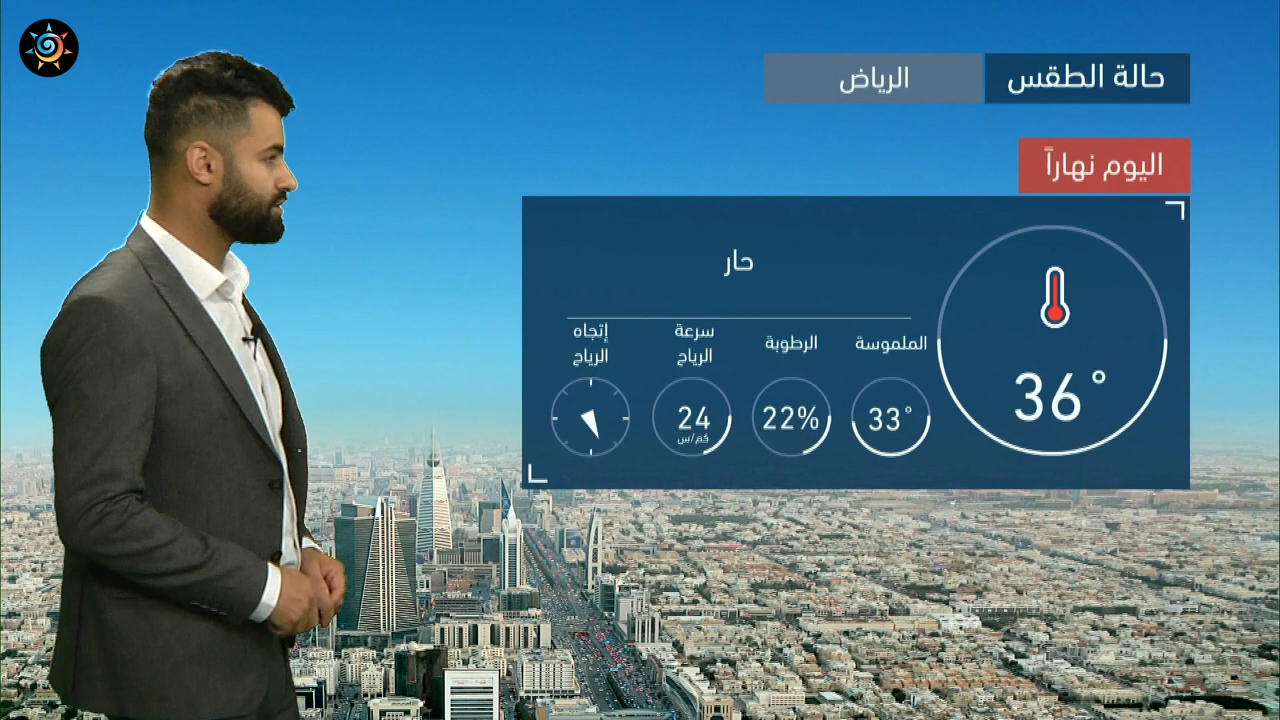 حالة الطقس
الرياض
اليوم نهاراً
36°
حار
الملموسة
33°
الرطوبة
22%
سرعة
الرياح
24
كم/س
إتجاه
الرياح